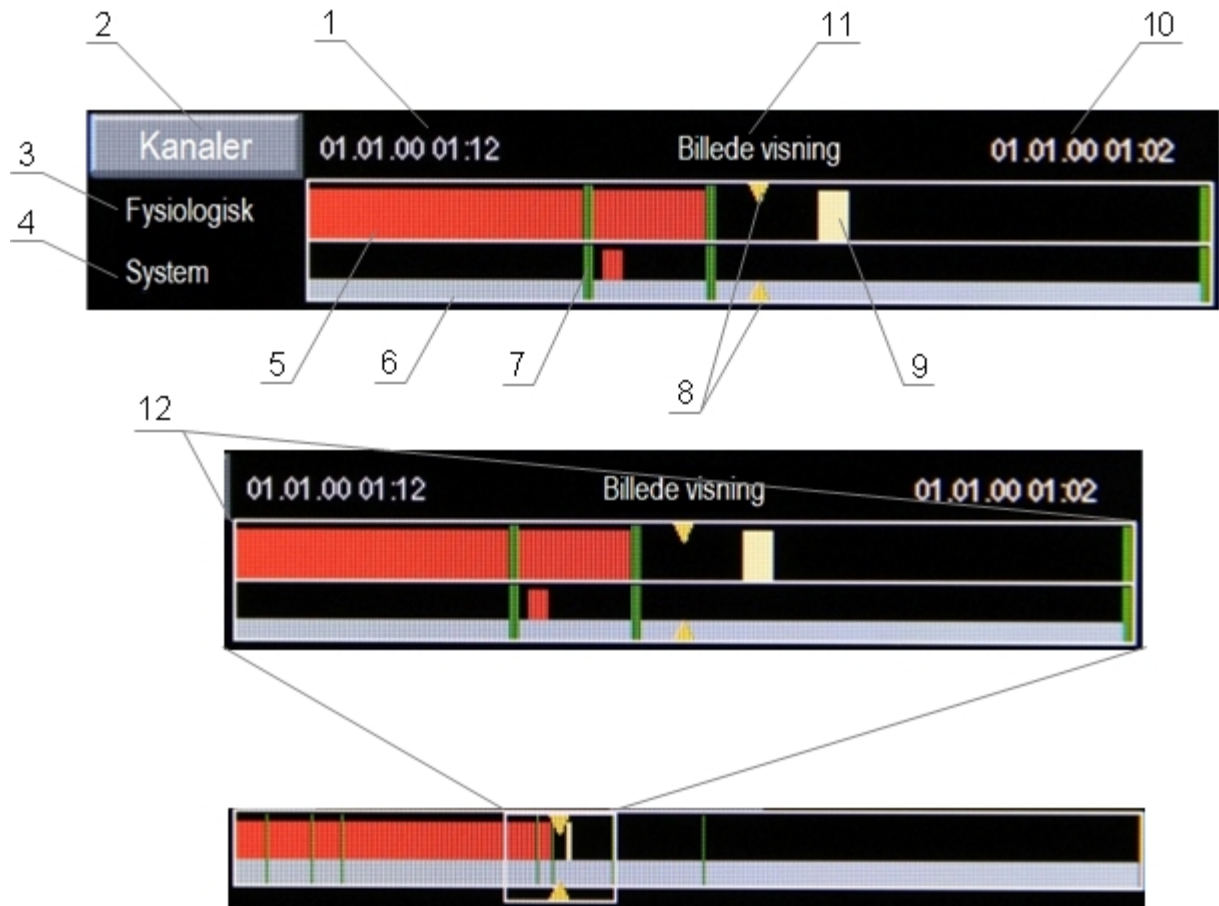 2 1 11 10
Kanaler 01.01.00 01:12 Billede visning 01.01.00 01:02
3 Fysiologisk
4 System
5 6 7 8 9
12
01.01.00 01:12 Billede visning 01.01.00 01:02